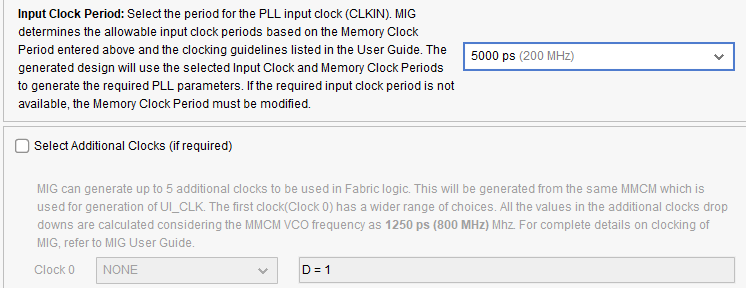 Input Clock Period: Select the period for the PLL input clock (CLKIN). MIG
determines the allowable input clock periods based on the Memory Clock
Period entered above and the clocking guidelines listed in the User Guide. The
generated design will use the selected Input Clock and Memory Clock Periods
to generate the required PLL parameters. If the required input clock period is not
available, the Memory Clock Period must be modified.
5000 ps (200 MHz)
Select Additional Clocks (if required)
MIG can generate up to 5 additional clocks to be used in Fabric logic. This will be generated from the same MMCM which is
used for generation of UI_CLK. The first clock(Clock 0) has a wider range of choices. All the values in the additional clocks drop
downs are calculated considering the MMCM VCO frequency as 1250 ps (800 MHz) Mhz. For complete details on clocking of
MIG, refer to MIG User Guide.
Clock 0 NONE D = 1